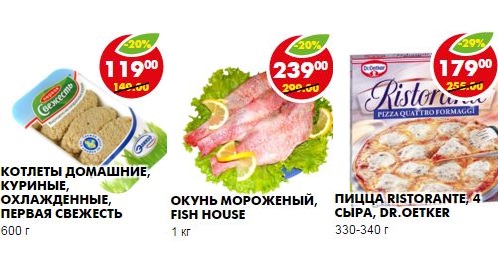 -20%
119⁰⁰
149.00
Первая
Свежесть
КОТЛЕТЫ ДОМАШНИЕ,
КУРИНЫЕ,
ОХЛАЖДЕННЫЕ,
ПЕРВАЯ СВЕЖЕСТЬ
600 г
-20%
239⁰⁰
299.00
ОКУНЬ МОРОЖЕНЫЙ,
FISH HOUSE
1 кг
-29%
179⁰⁰
Dr.Oetker
Ristorante
PIZZA QUATTRO FORMAGGI
ПИЦЦА RISTORANTE, 4
СЫРА, DR.OETKER
330-340 г